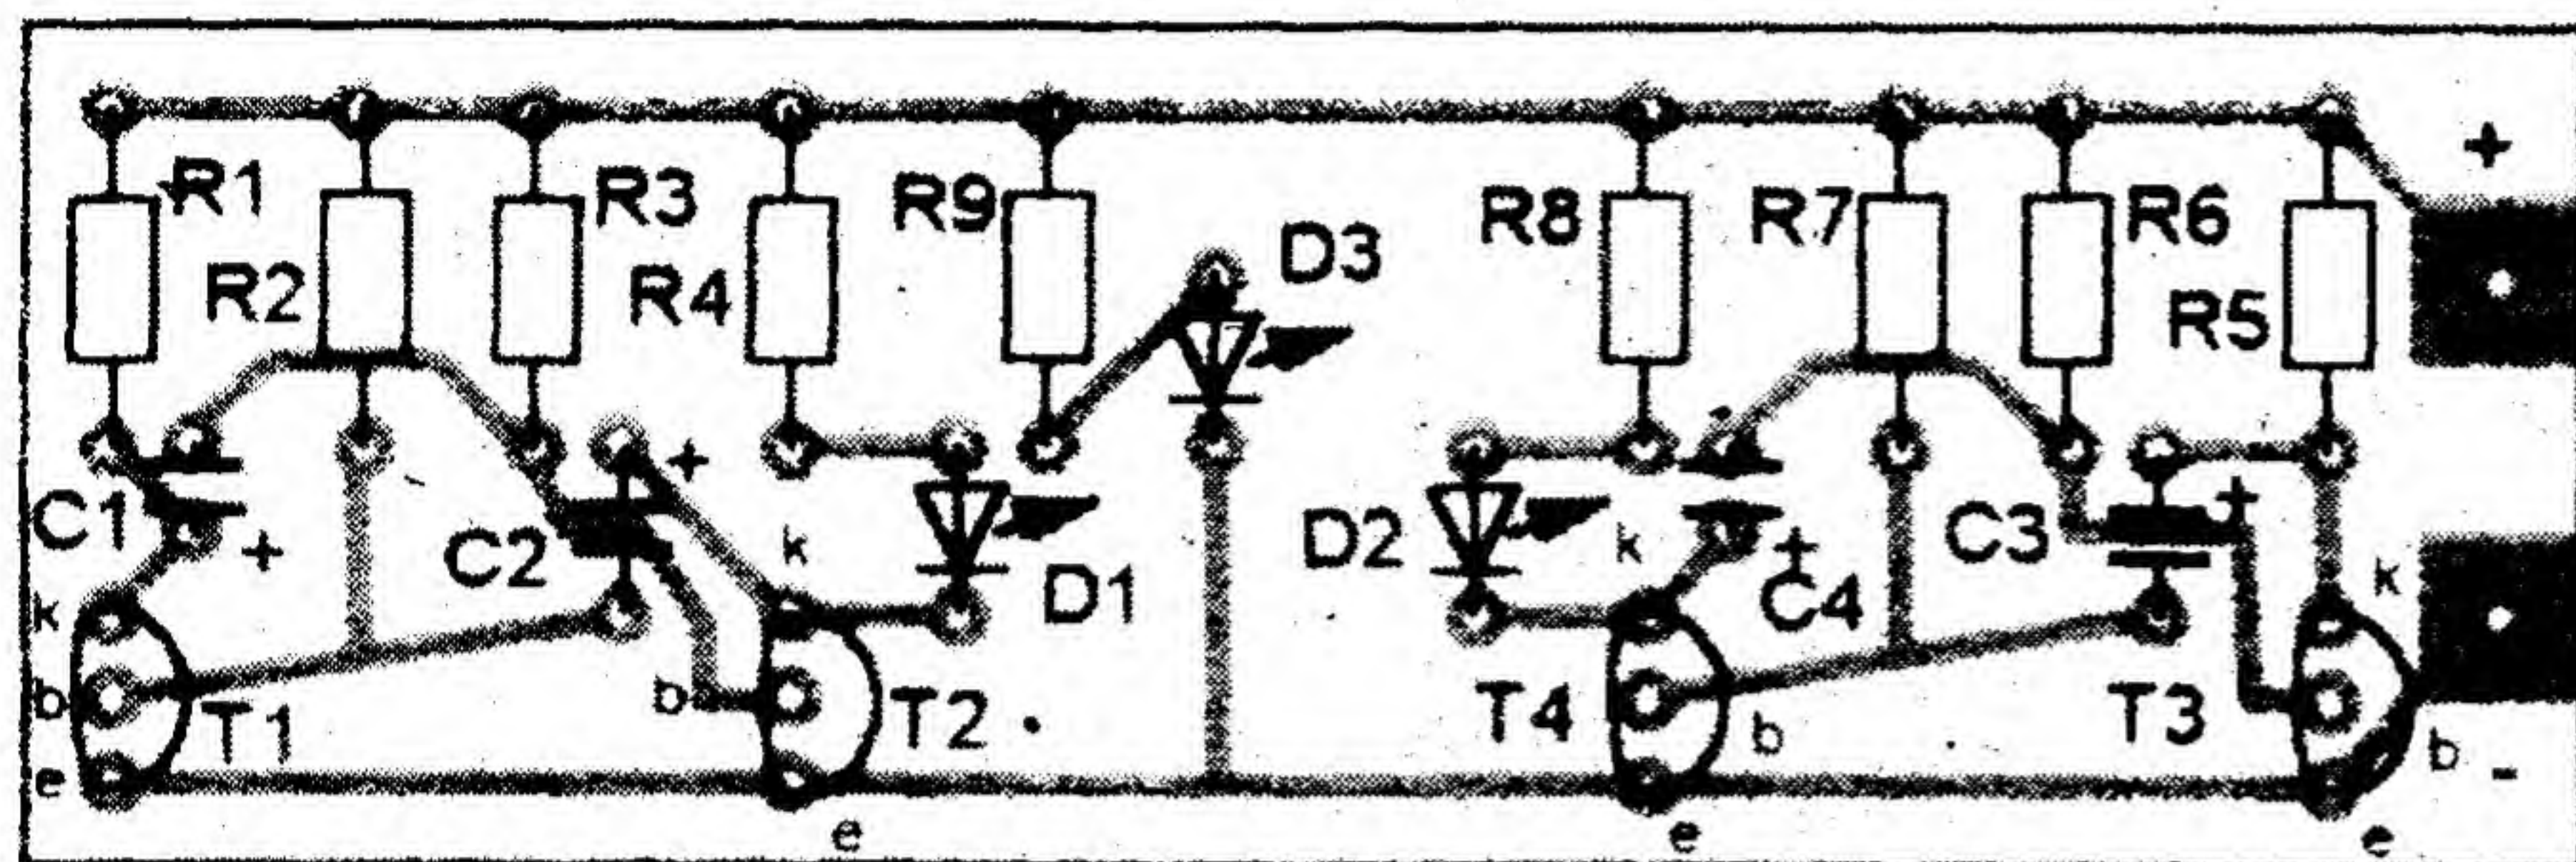 +
R1 R3 R9 D3 R8 R7 R6
R2 R4 R5
+ +
C1 C2 k D1 D2 k C3 k
+ + C4
k
b T1 b T2 T4 b T3 b -
e e e e